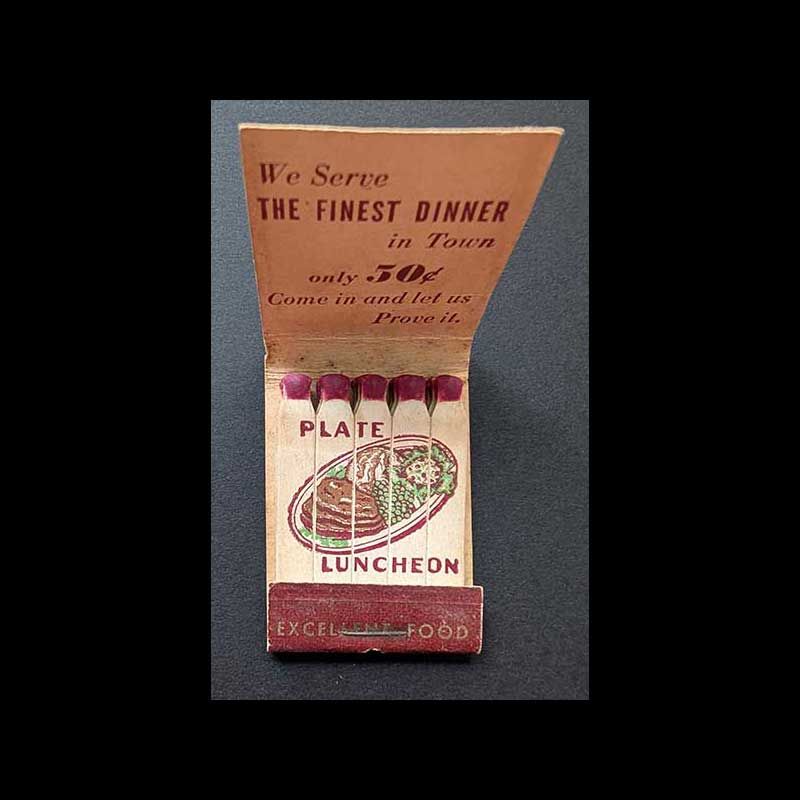 We Serve
THE FINEST DINNER
in Town
only 50¢
Come in and let us
Prove it.
PLATE
LUNCHEON
EXCELLENT FOOD